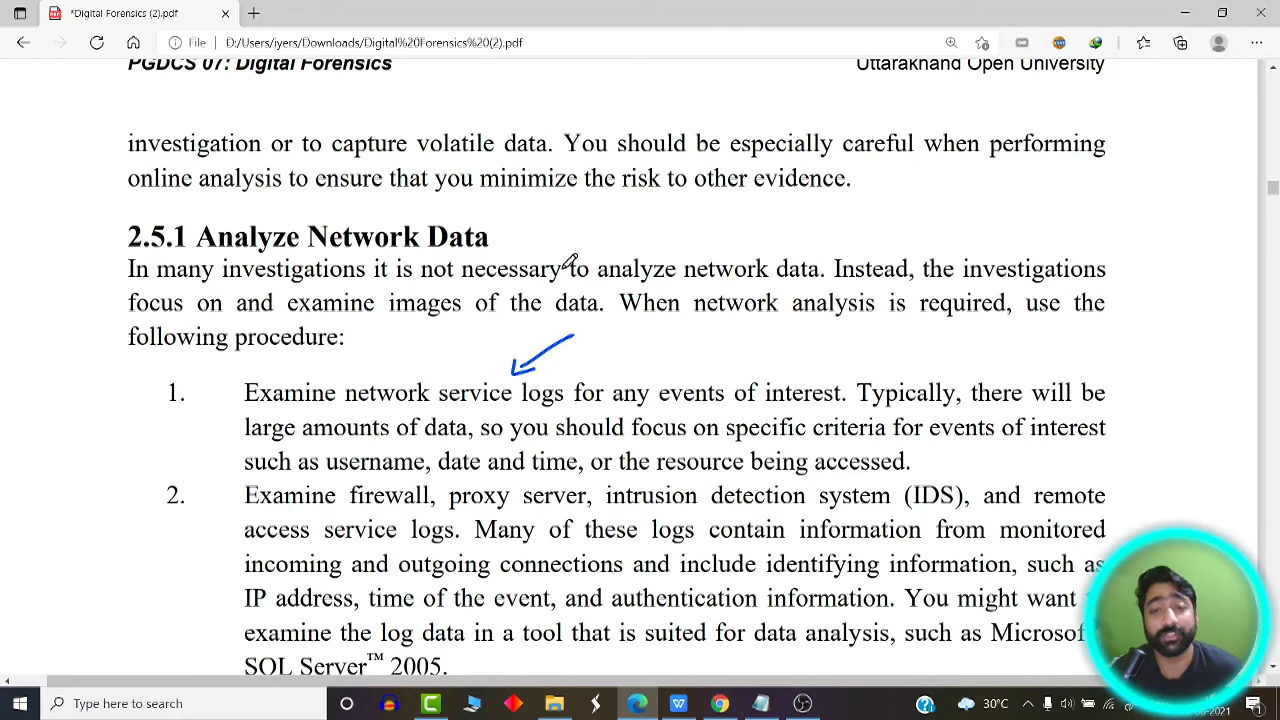 *Digital Forensics (2).pdf
File
D:/Users/iyers/Downloads/Digital%20Forensics%20(2).pdf
PGDCS 07: Digital Forensics
Uttarakhand Open University
investigation or to capture volatile data. You should be especially careful when performing
online analysis to ensure that you minimize the risk to other evidence.
2.5.1 Analyze Network Data
In many investigations it is not necessary to analyze network data. Instead, the investigations
focus on and examine images of the data. When network analysis is required, use the
following procedure:
1. Examine network service logs for any events of interest. Typically, there will be
large amounts of data, so you should focus on specific criteria for events of interest
such as username, date and time, or the resource being accessed.
2. Examine firewall, proxy server, intrusion detection system (IDS), and remote
access service logs. Many of these logs contain information from monitored
incoming and outgoing connections and include identifying information, such as
IP address, time of the event, and authentication information. You might want
examine the log data in a tool that is suited for data analysis, such as Microsof
SQL Server™ 2005.
Type here to search
30°C